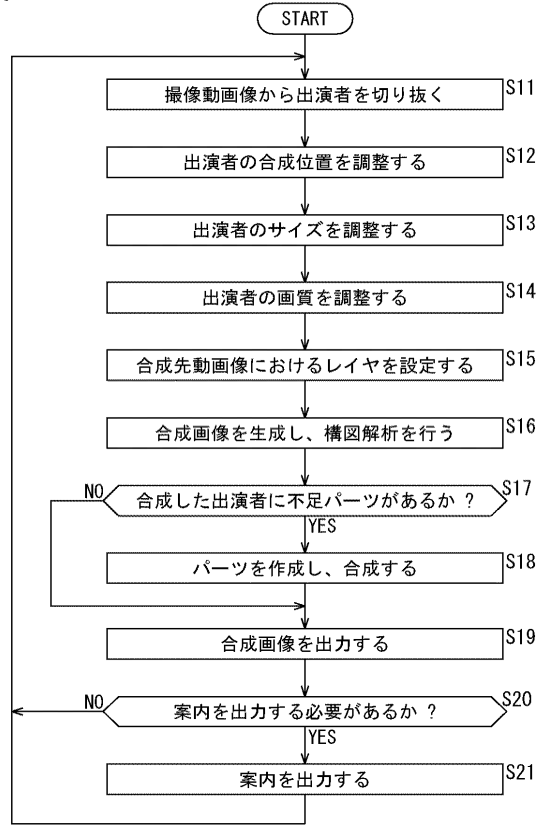 START
撮像動画像から出演者を切り抜く
S11
出演者の合成位置を調整する
S12
出演者のサイズを調整する
S13
出演者の画質を調整する
S14
合成先動画像におけるレイヤを設定する
S15
合成画像を生成し、構図解析を行う
S16
NO
合成した出演者に不足パーツがあるか ?
S17
YES
パーツを作成し、合成する
S18
合成画像を出力する
S19
NO
案内を出力する必要があるか ?
S20
YES
案内を出力する
S21